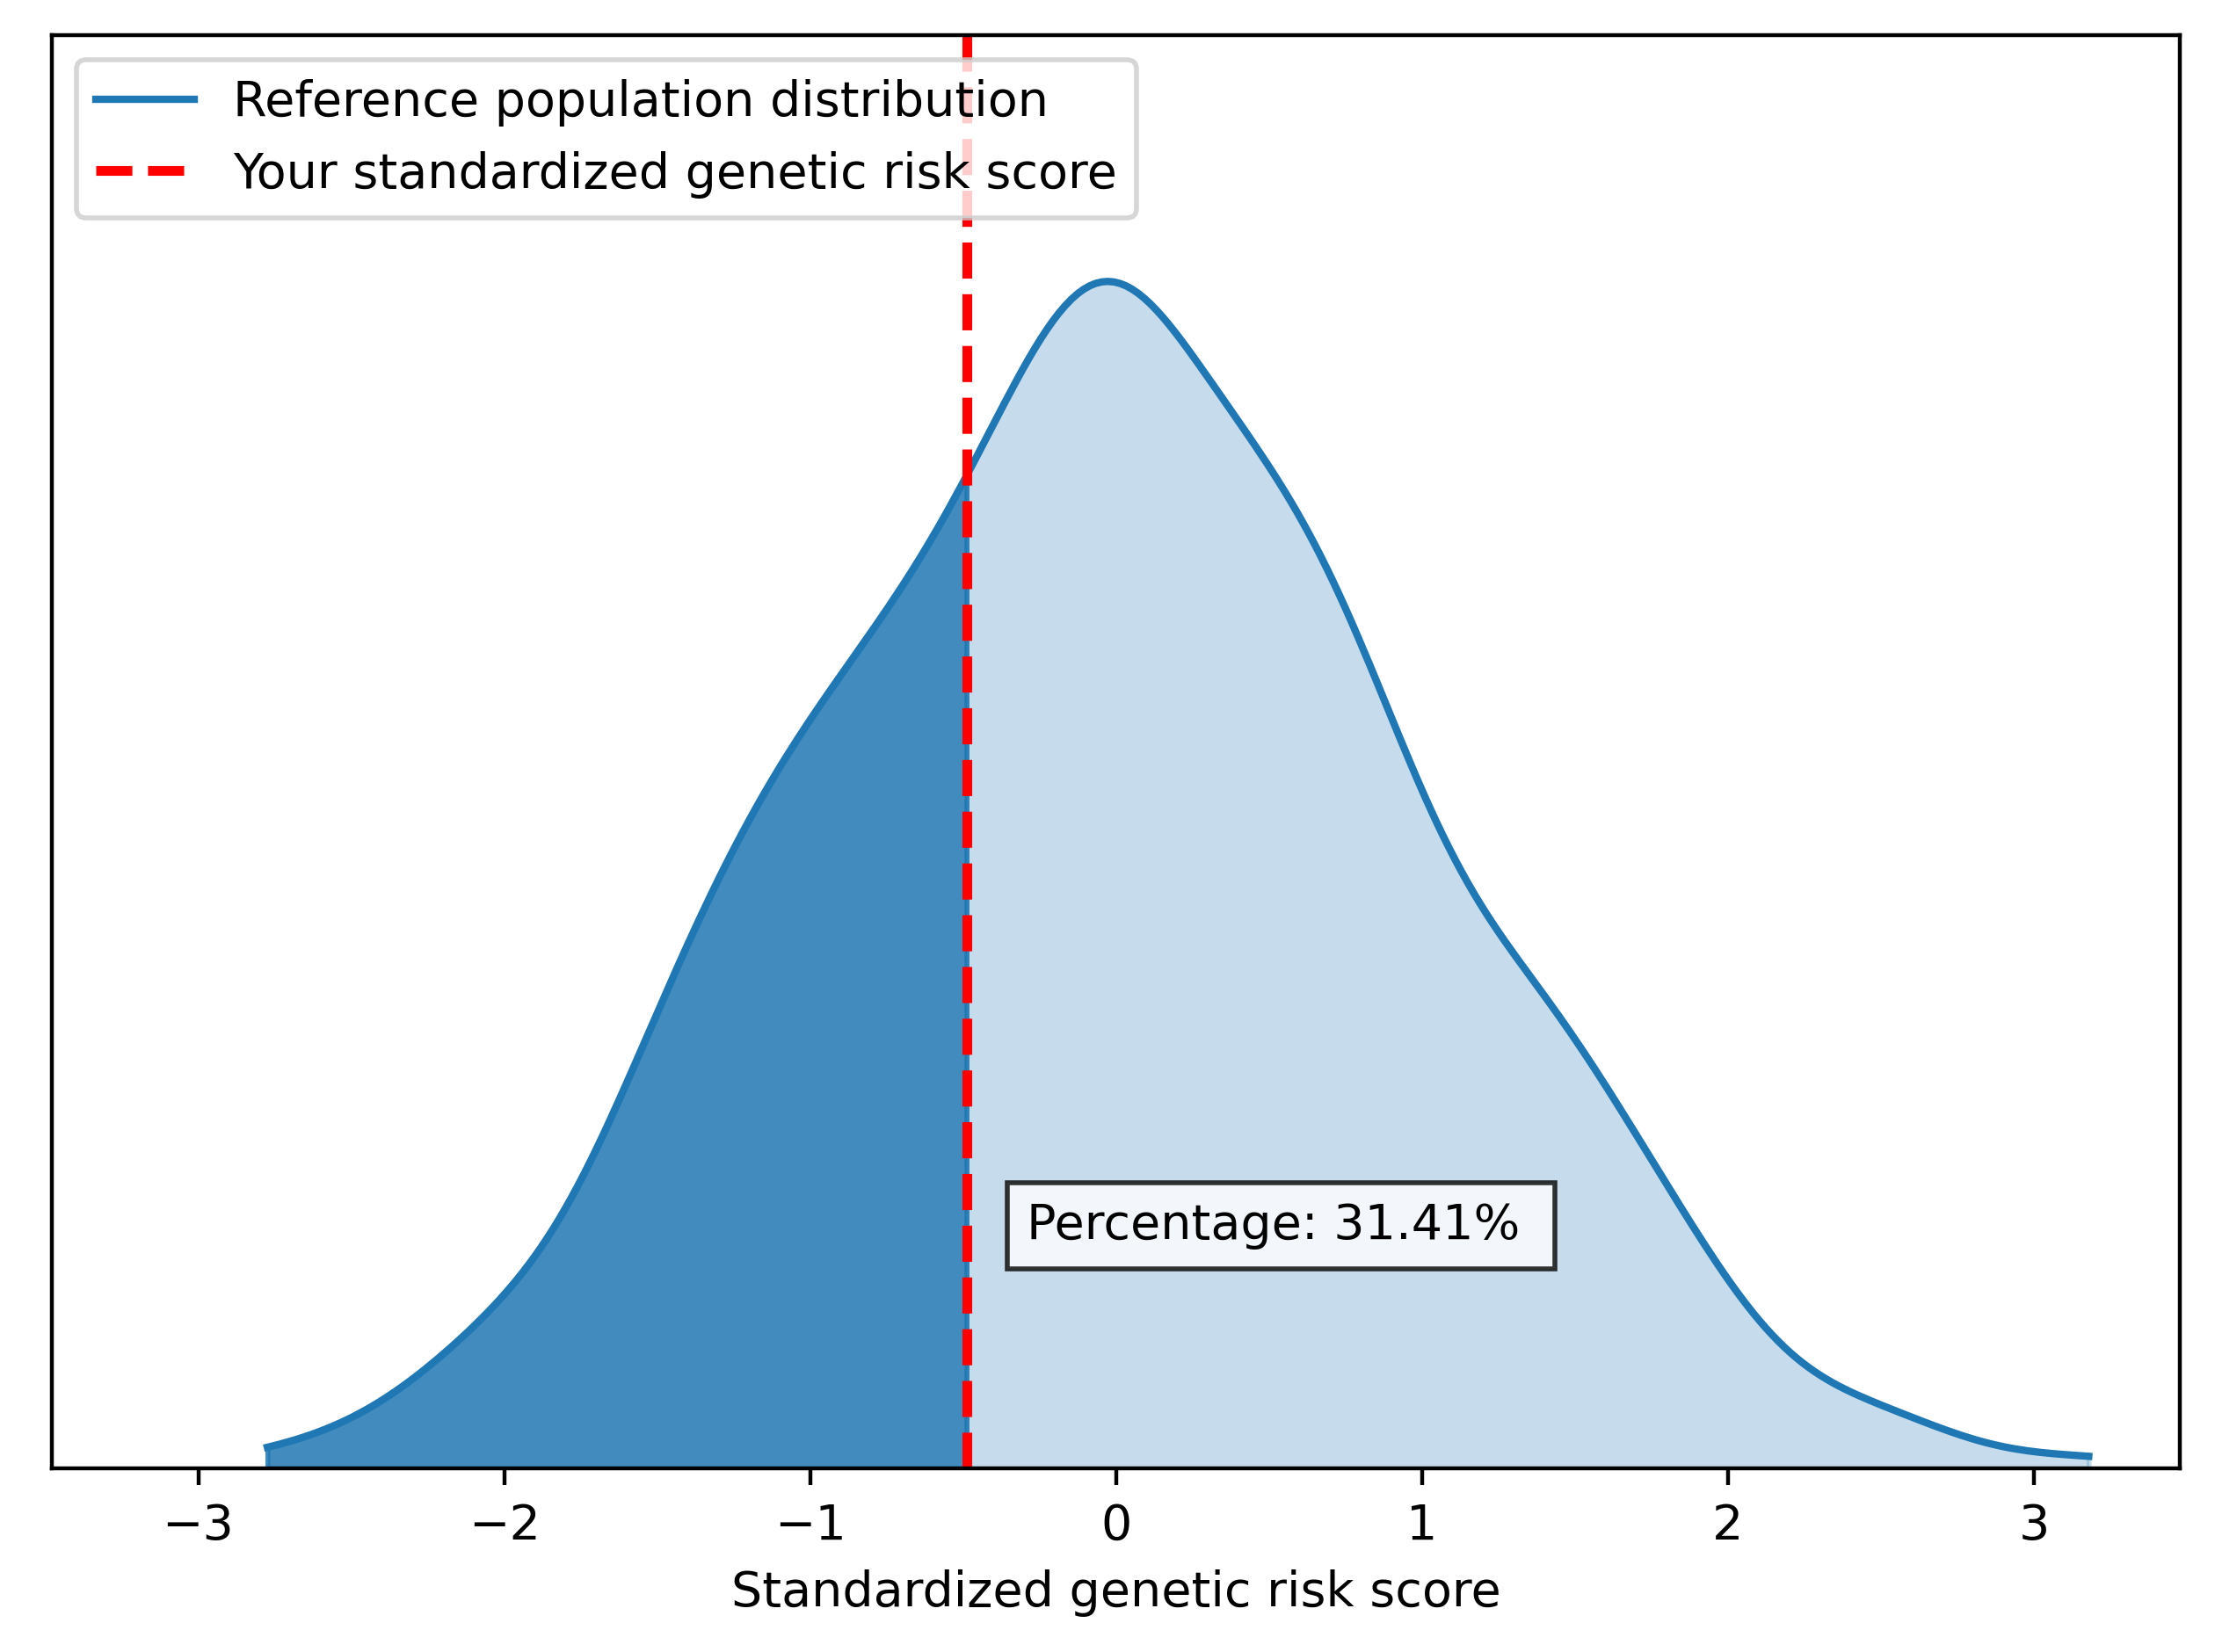 Reference population distribution
Your standardized genetic risk score
Percentage: 31.41%
−3 −2 −1 0 1 2 3
Standardized genetic risk score